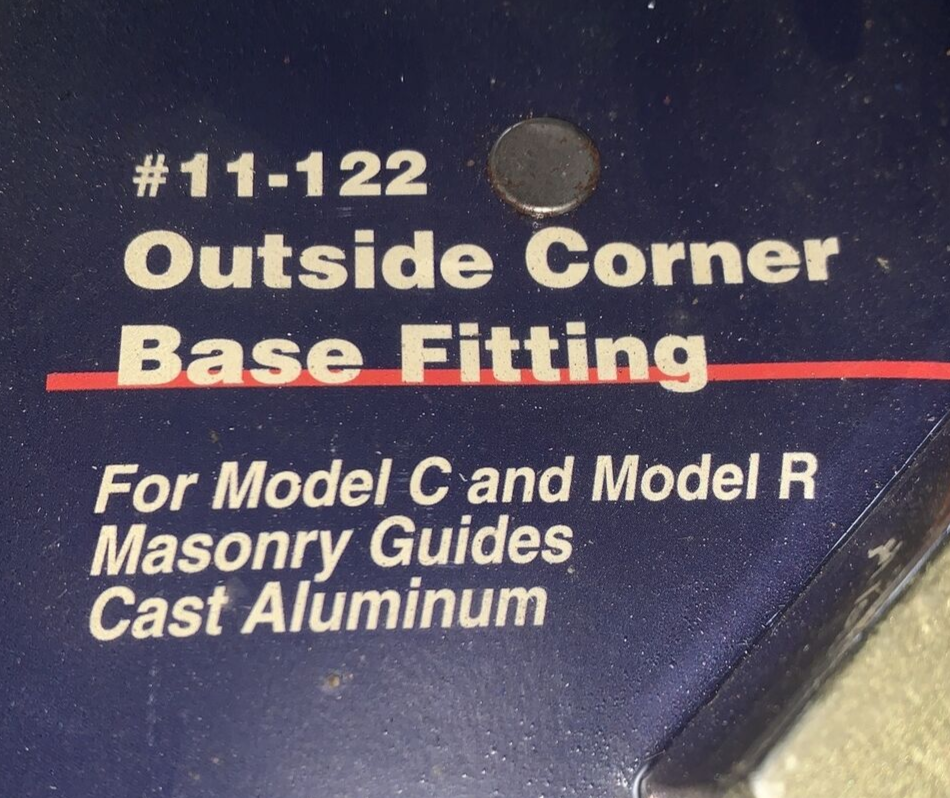 #11-122
Outside Corner
Base Fitting
For Model C and Model R
Masonry Guides
Cast Aluminum